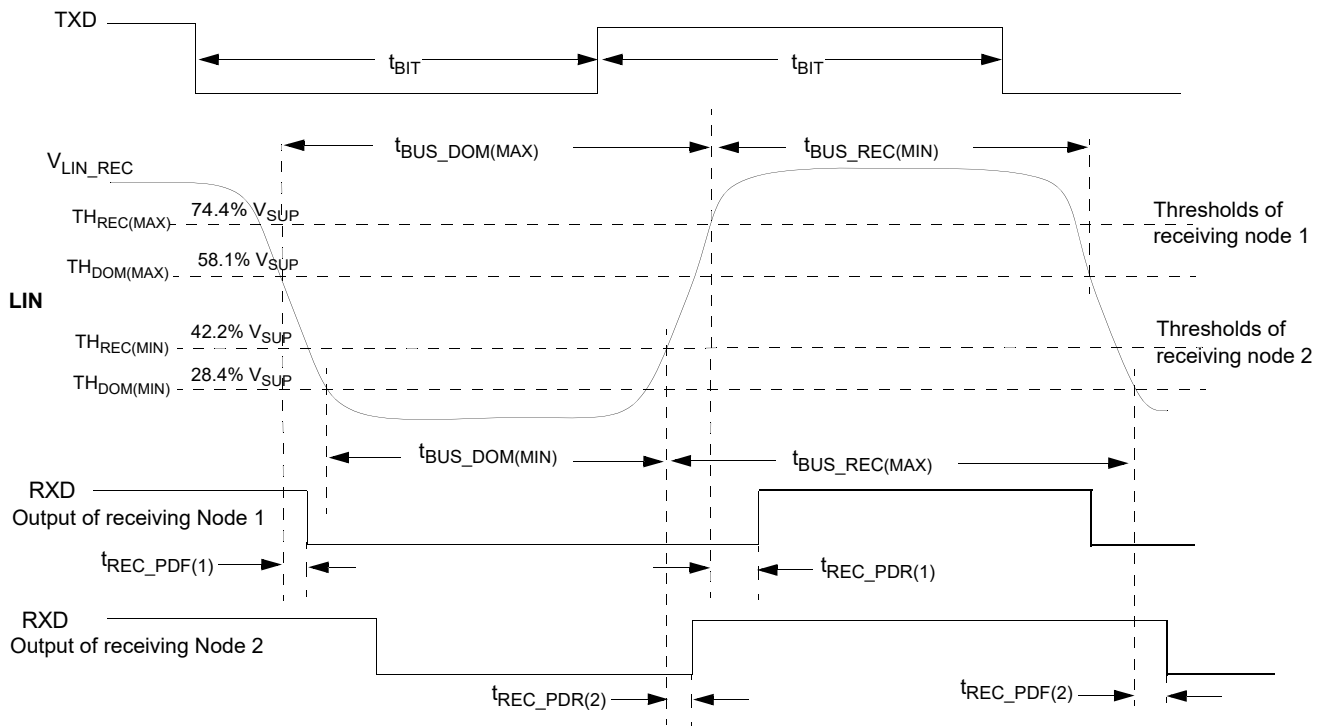 TXD
tBIT
tBIT
tBUS_DOM(MAX)
tBUS_REC(MIN)
VLIN_REC
THREC(MAX)
74.4% VSUP
Thresholds of
receiving node 1
THDOM(MAX)
58.1% VSUP
LIN
THREC(MIN)
42.2% VSUP
Thresholds of
receiving node 2
THDOM(MIN)
28.4% VSUP
tBUS_DOM(MIN)
tBUS_REC(MAX)
RXD
Output of receiving Node 1
tREC_PDF(1)
tREC_PDR(1)
RXD
Output of receiving Node 2
tREC_PDR(2)
tREC_PDF(2)